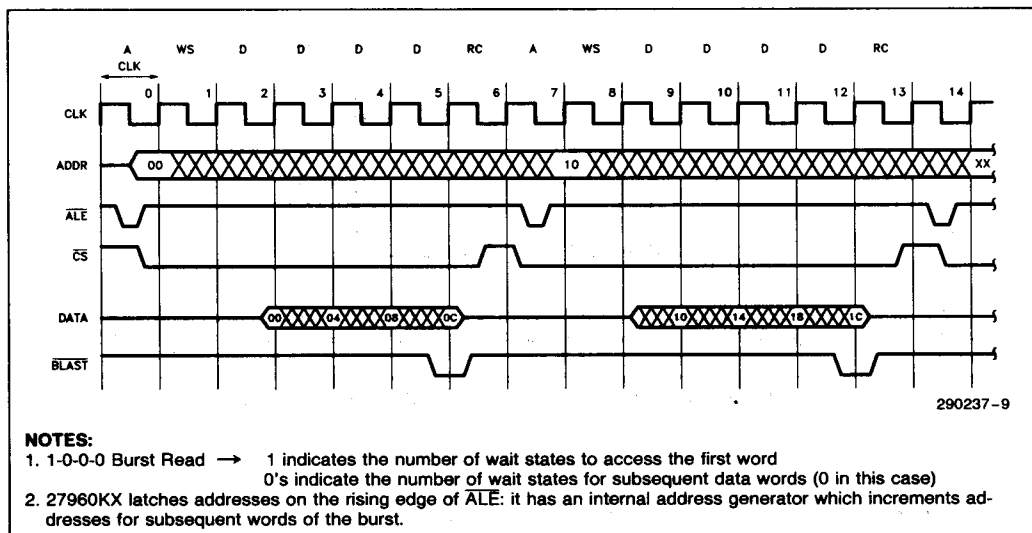 A WS D D D D RC A WS D D D D RC
CLK
0 1 2 3 4 5 6 7 8 9 10 11 12 13 14
CLK
ADDR 00 10 XX
ALE
CS
DATA 00 04 08 0C 10 14 18 1C
BLAST
290237-9
NOTES:
1. 1-0-0-0 Burst Read → 1 indicates the number of wait states to access the first word
0's indicate the number of wait states for subsequent data words (0 in this case)
2. 27960KX latches addresses on the rising edge of ALE: it has an internal address generator which increments ad-
dresses for subsequent words of the burst.